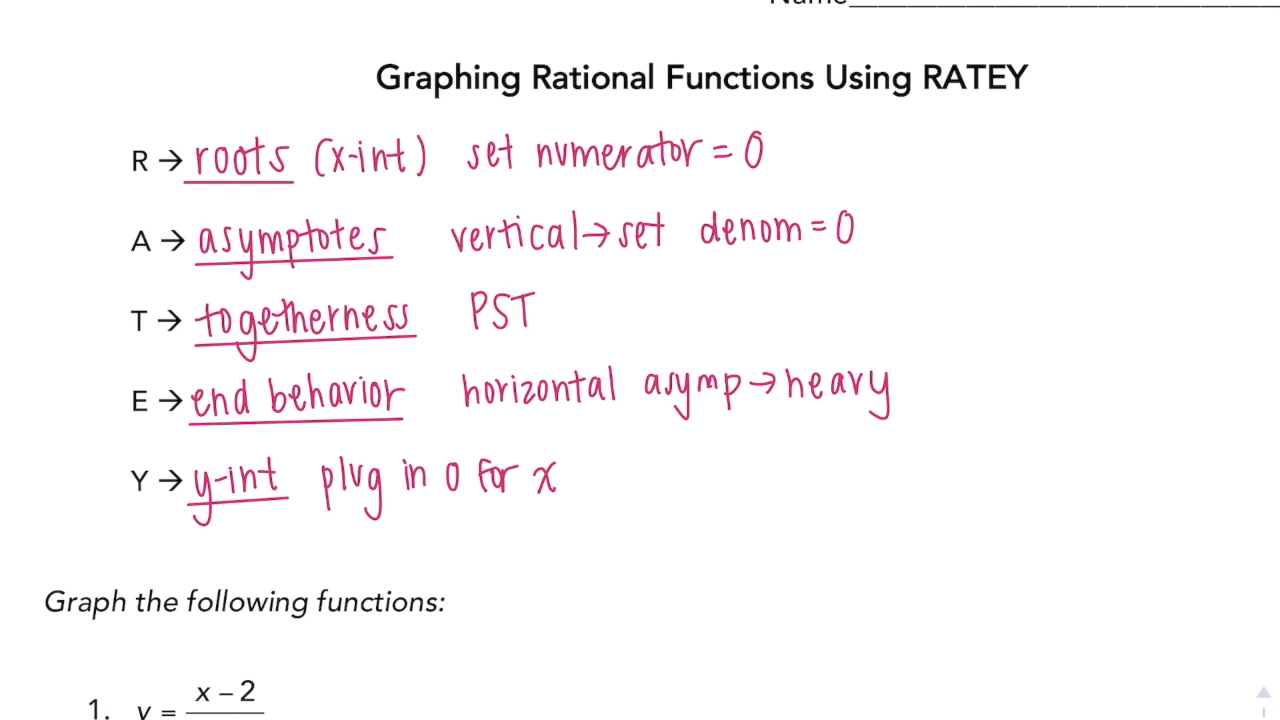 Name
Graphing Rational Functions Using RATEY
R → roots (x-int) set numerator = 0
A → asymptotes vertical → set denom = 0
T → togetherness PST
E → end behavior horizontal asymp → heavy
Y → y-int plug in 0 for x
Graph the following functions:
x – 2
1. y =